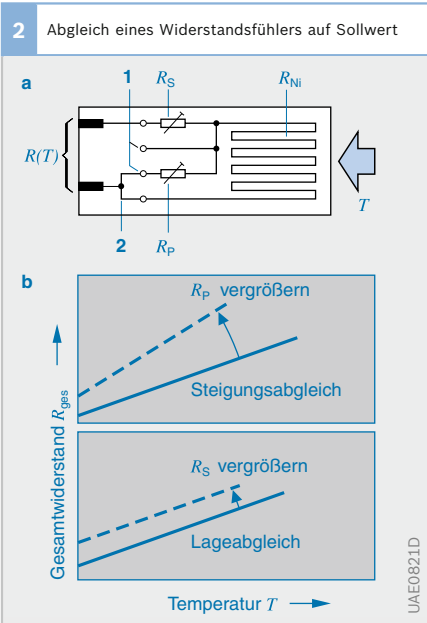 2 Abgleich eines Widerstandsfühlers auf Sollwert
a
1 R_S R_Ni
R(T)
T
2 R_P
b
R_P vergrößern
Steigungsabgleich
R_S vergrößern
Lageabgleich
Gesamtwiderstand R_ges
Temperatur T
UAE0821D